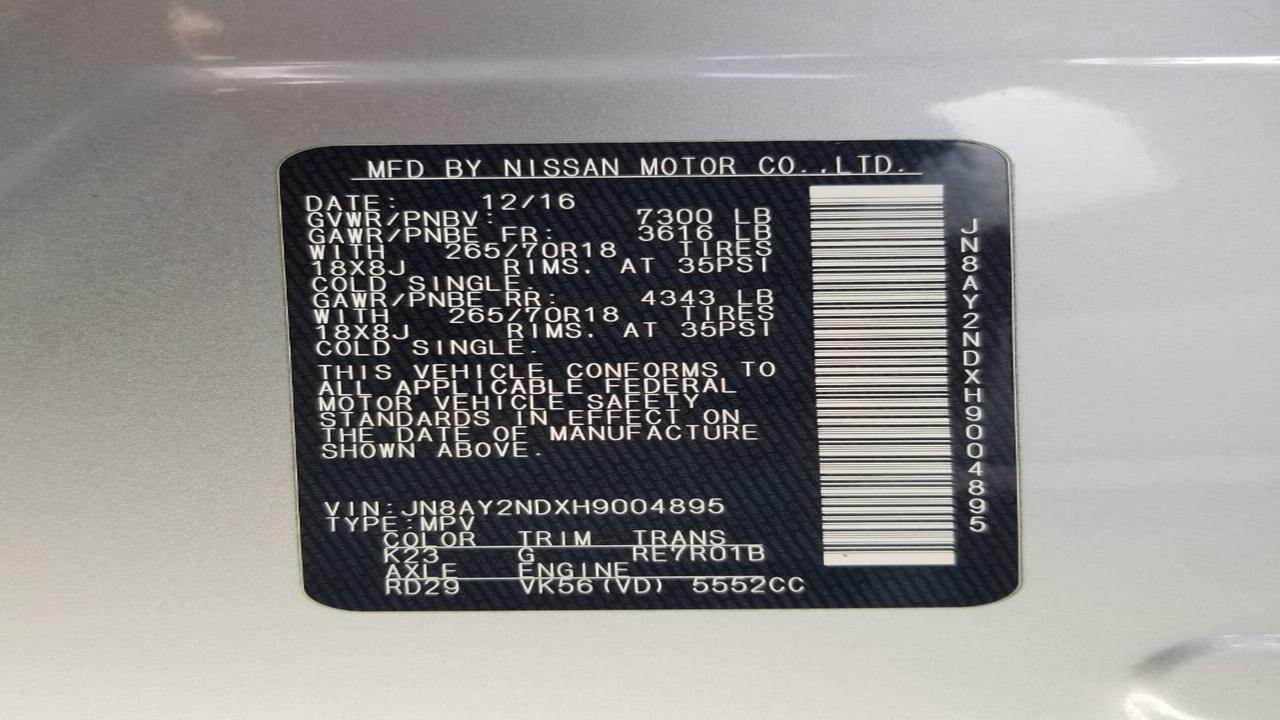 MFD BY NISSAN MOTOR CO.,LTD.
DATE: 12/16
GVWR/PNBV: 7300 LB
GAWR/PNBE FR: 3616 LB
WITH 265/70R18 TIRES
18X8J RIMS. AT 35PSI
COLD SINGLE.
GAWR/PNBE RR: 4343 LB
WITH 265/70R18 TIRES
18X8J RIMS. AT 35PSI
COLD SINGLE.
THIS VEHICLE CONFORMS TO
ALL APPLICABLE FEDERAL
MOTOR VEHICLE SAFETY
STANDARDS IN EFFECT ON
THE DATE OF MANUFACTURE
SHOWN ABOVE.
VIN:JN8AY2NDXH9004895
TYPE:MPV
COLOR TRIM TRANS
K23 G RE7R01B
AXLE ENGINE
RD29 VK56(VD) 5552CC
JN8AY2NDXH9004895